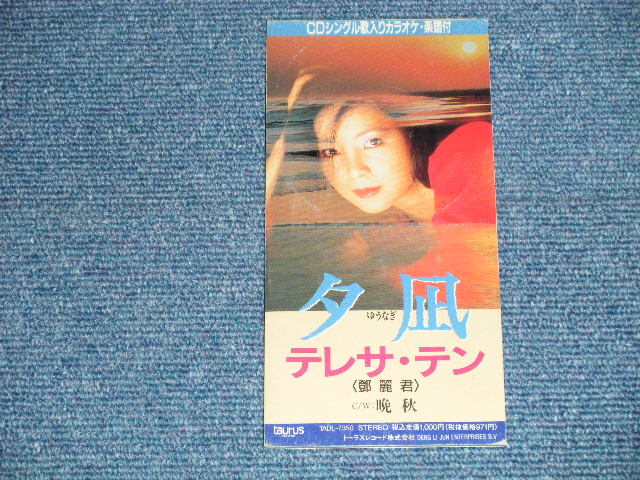 CDシングル歌入りカラオケ・楽譜付
夕凪
ゆうなぎ
テレサ・テン
〈鄧麗君〉
C/W:晩秋
taurus
TADL-7350 STEREO 税込定価1,000円(税抜価格971円)
トーラスレコード株式会社 DENG LI JUN ENTERPRISES B.V